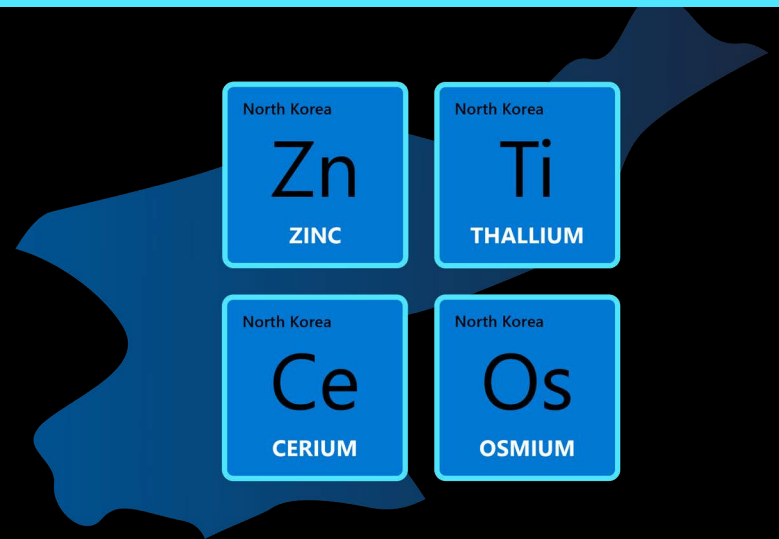 North Korea
Zn
ZINC
North Korea
Ti
THALLIUM
North Korea
Ce
CERIUM
North Korea
Os
OSMIUM